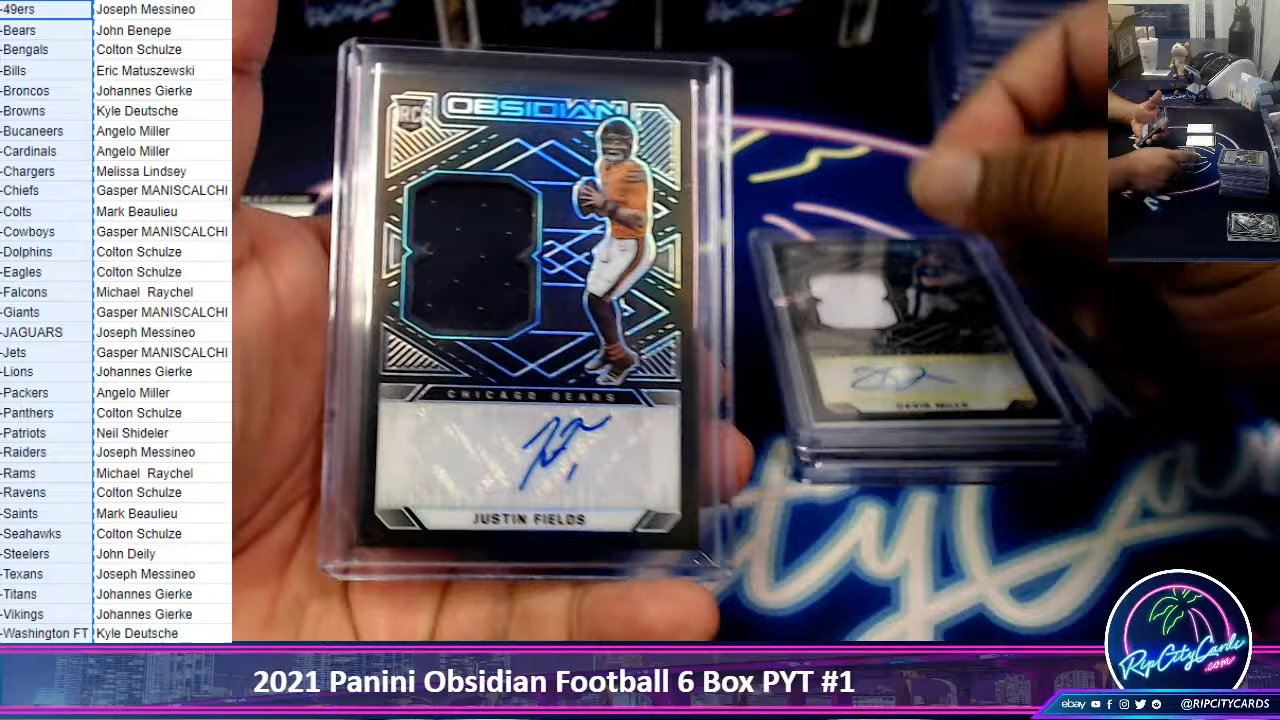 -49ers Joseph Messineo
-Bears John Benepe
-Bengals Colton Schulze
-Bills Eric Matuszewski
-Broncos Johannes Gierke
-Browns Kyle Deutsche
-Bucaneers Angelo Miller
-Cardinals Angelo Miller
-Chargers Melissa Lindsey
-Chiefs Gasper MANISCALCHI
-Colts Mark Beaulieu
-Cowboys Gasper MANISCALCHI
-Dolphins Colton Schulze
-Eagles Colton Schulze
-Falcons Michael Raychel
-Giants Gasper MANISCALCHI
-JAGUARS Joseph Messineo
-Jets Gasper MANISCALCHI
-Lions Johannes Gierke
-Packers Angelo Miller
-Panthers Colton Schulze
-Patriots Neil Shideler
-Raiders Joseph Messineo
-Rams Michael Raychel
-Ravens Colton Schulze
-Saints Mark Beaulieu
-Seahawks Colton Schulze
-Steelers John Deily
-Texans Joseph Messineo
-Titans Johannes Gierke
-Vikings Johannes Gierke
-Washington FT Kyle Deutsche
RC OBSIDIAN
CHICAGO BEARS
JUSTIN FIELDS
DAVIS MILLS
RipCityCards
.com
2021 Panini Obsidian Football 6 Box PYT #1
ebay @RIPCITYCARDS